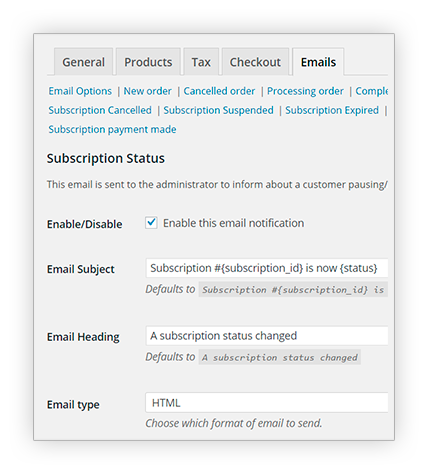 General Products Tax Checkout Emails
Email Options | New order | Cancelled order | Processing order | Comple
Subscription Cancelled | Subscription Suspended | Subscription Expired |
Subscription payment made
Subscription Status
This email is sent to the administrator to inform about a customer pausing/
Enable/Disable Enable this email notification
Email Subject Subscription #{subscription_id} is now {status}
Defaults to Subscription #{subscription_id} is
Email Heading A subscription status changed
Defaults to A subscription status changed
Email type HTML
Choose which format of email to send.